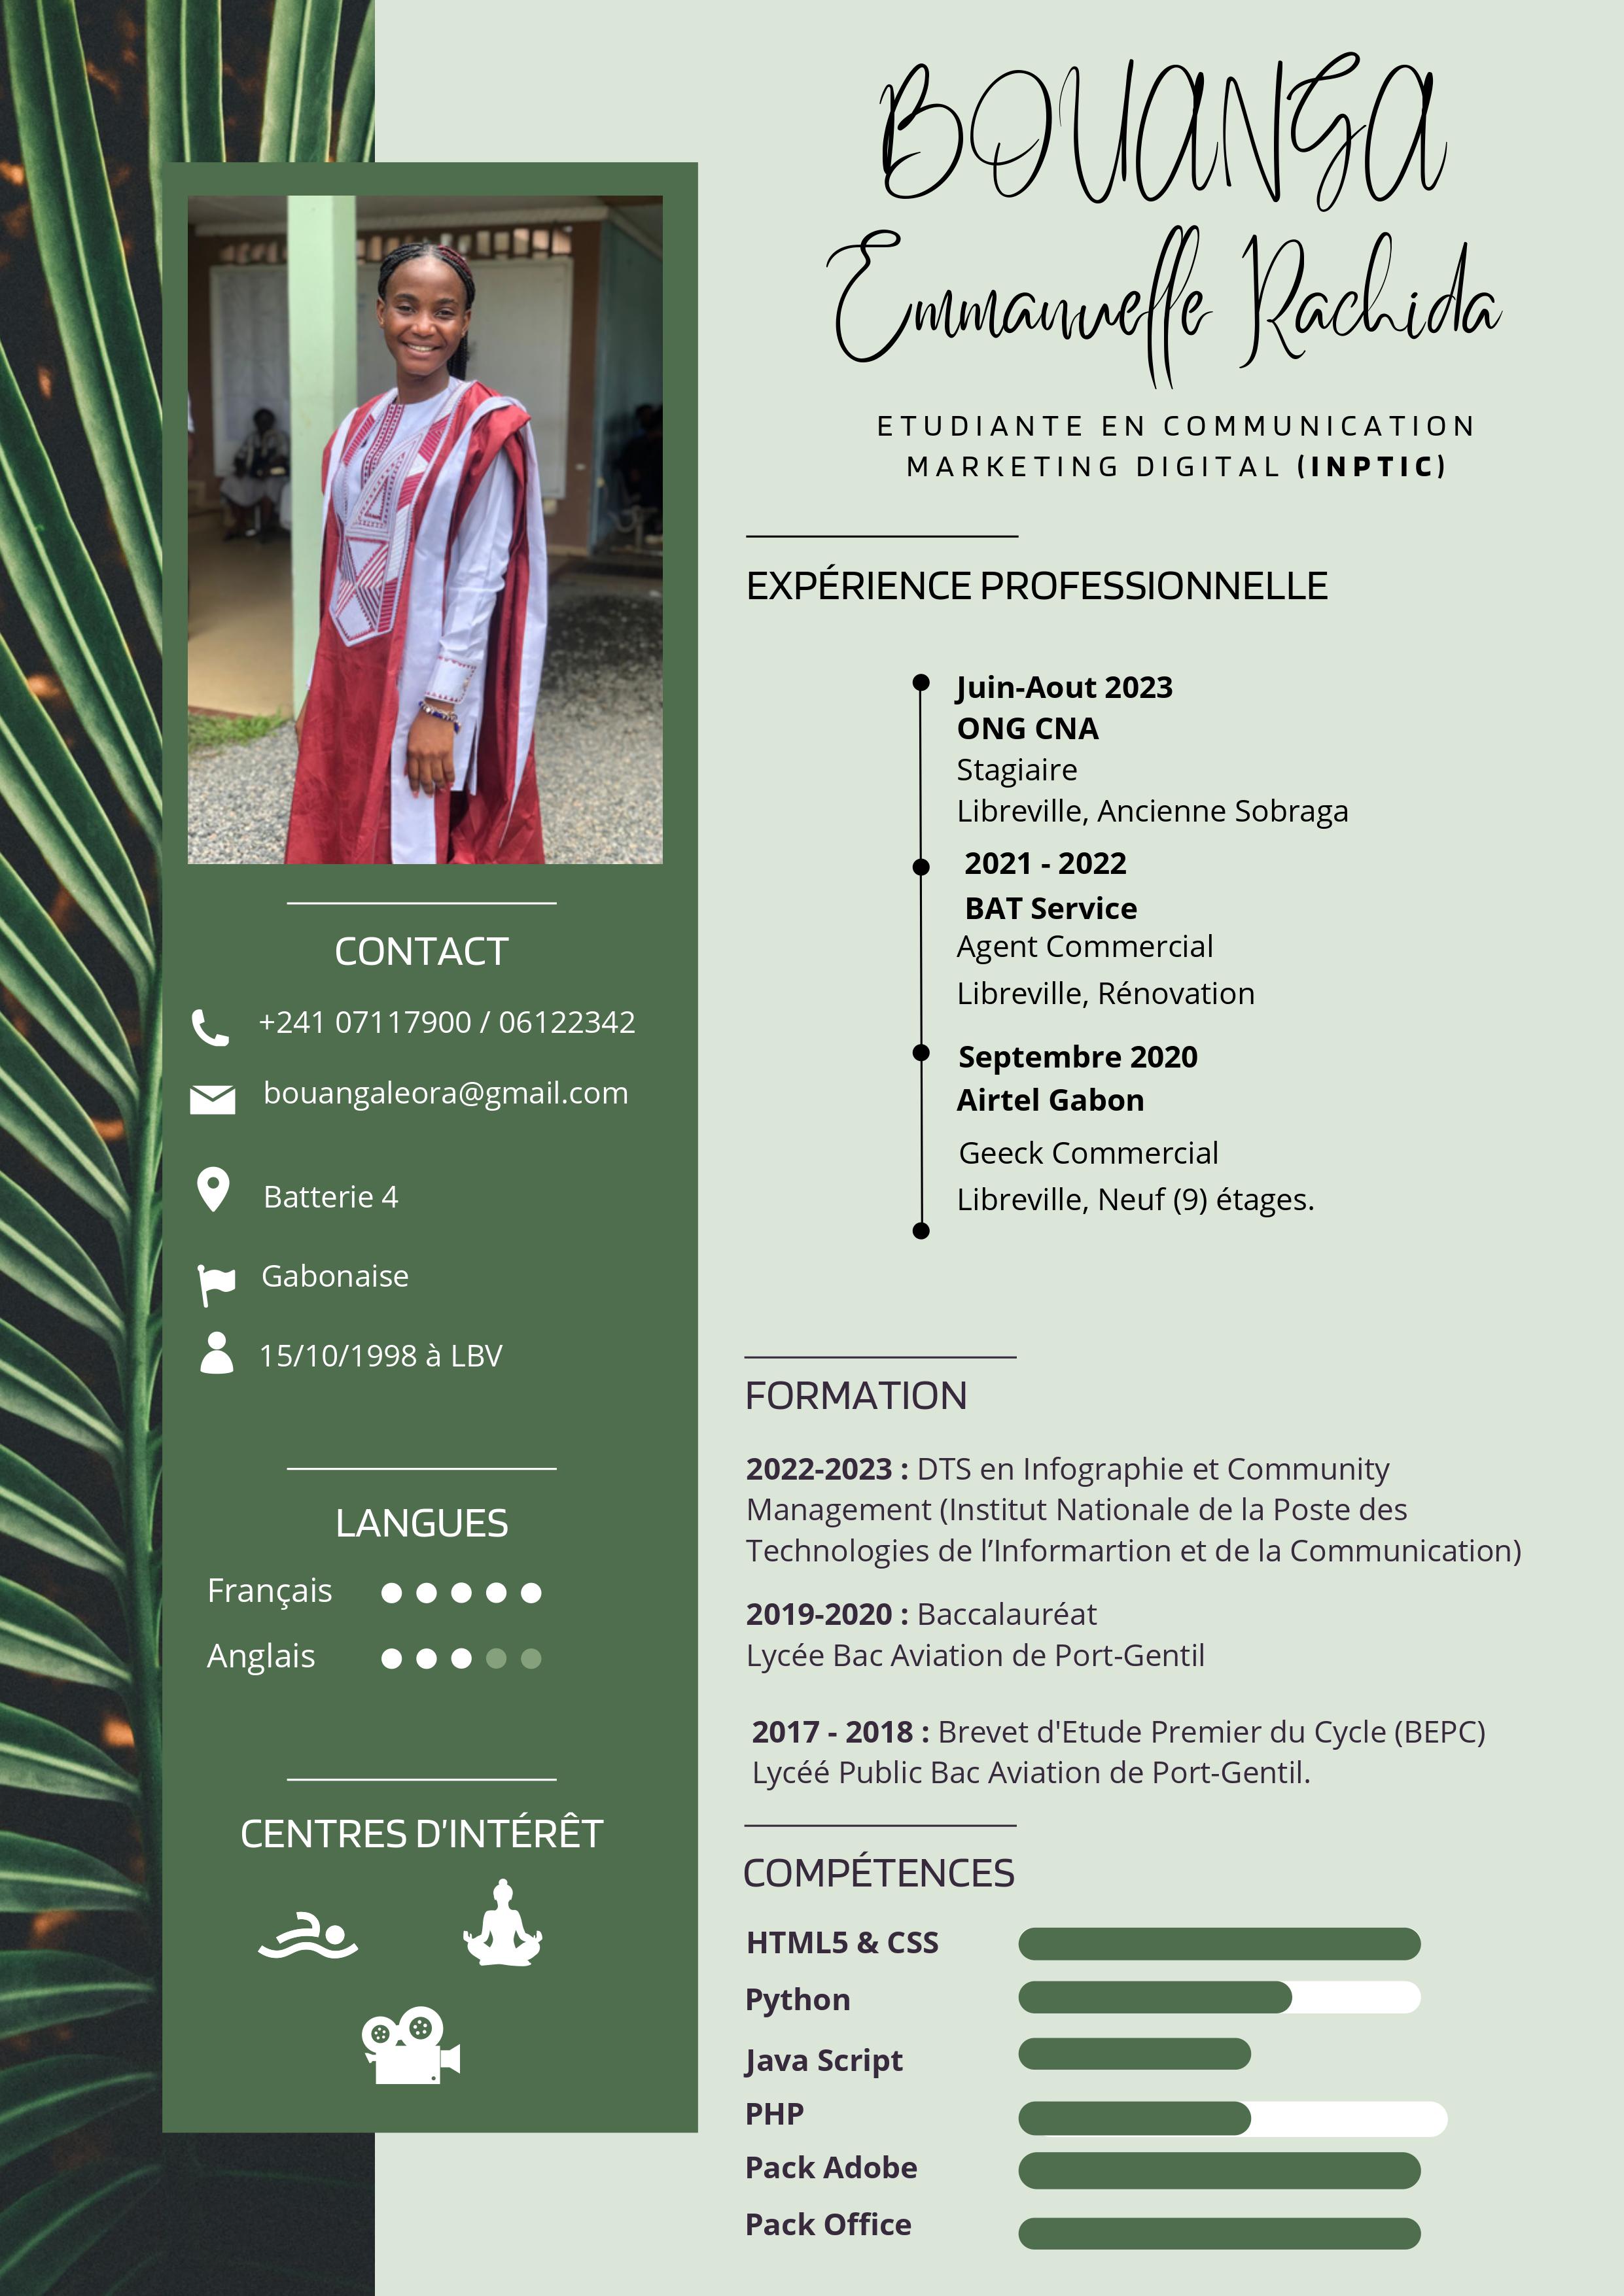 BOUANGA
Emmanuelle Rachida
ETUDIANTE EN COMMUNICATION
MARKETING DIGITAL (INPTIC)
CONTACT
+241 07117900 / 06122342
bouangaleora@gmail.com
Batterie 4
Gabonaise
15/10/1998 à LBV
LANGUES
Français
Anglais
CENTRES D'INTÉRÊT
EXPÉRIENCE PROFESSIONNELLE
Juin-Aout 2023
ONG CNA
Stagiaire
Libreville, Ancienne Sobraga
2021 - 2022
BAT Service
Agent Commercial
Libreville, Rénovation
Septembre 2020
Airtel Gabon
Geeck Commercial
Libreville, Neuf (9) étages.
FORMATION
2022-2023 : DTS en Infographie et Community
Management (Institut Nationale de la Poste des
Technologies de l’Informartion et de la Communication)
2019-2020 : Baccalauréat
Lycée Bac Aviation de Port-Gentil
2017 - 2018 : Brevet d'Etude Premier du Cycle (BEPC)
Lycéé Public Bac Aviation de Port-Gentil.
COMPÉTENCES
HTML5 & CSS
Python
Java Script
PHP
Pack Adobe
Pack Office